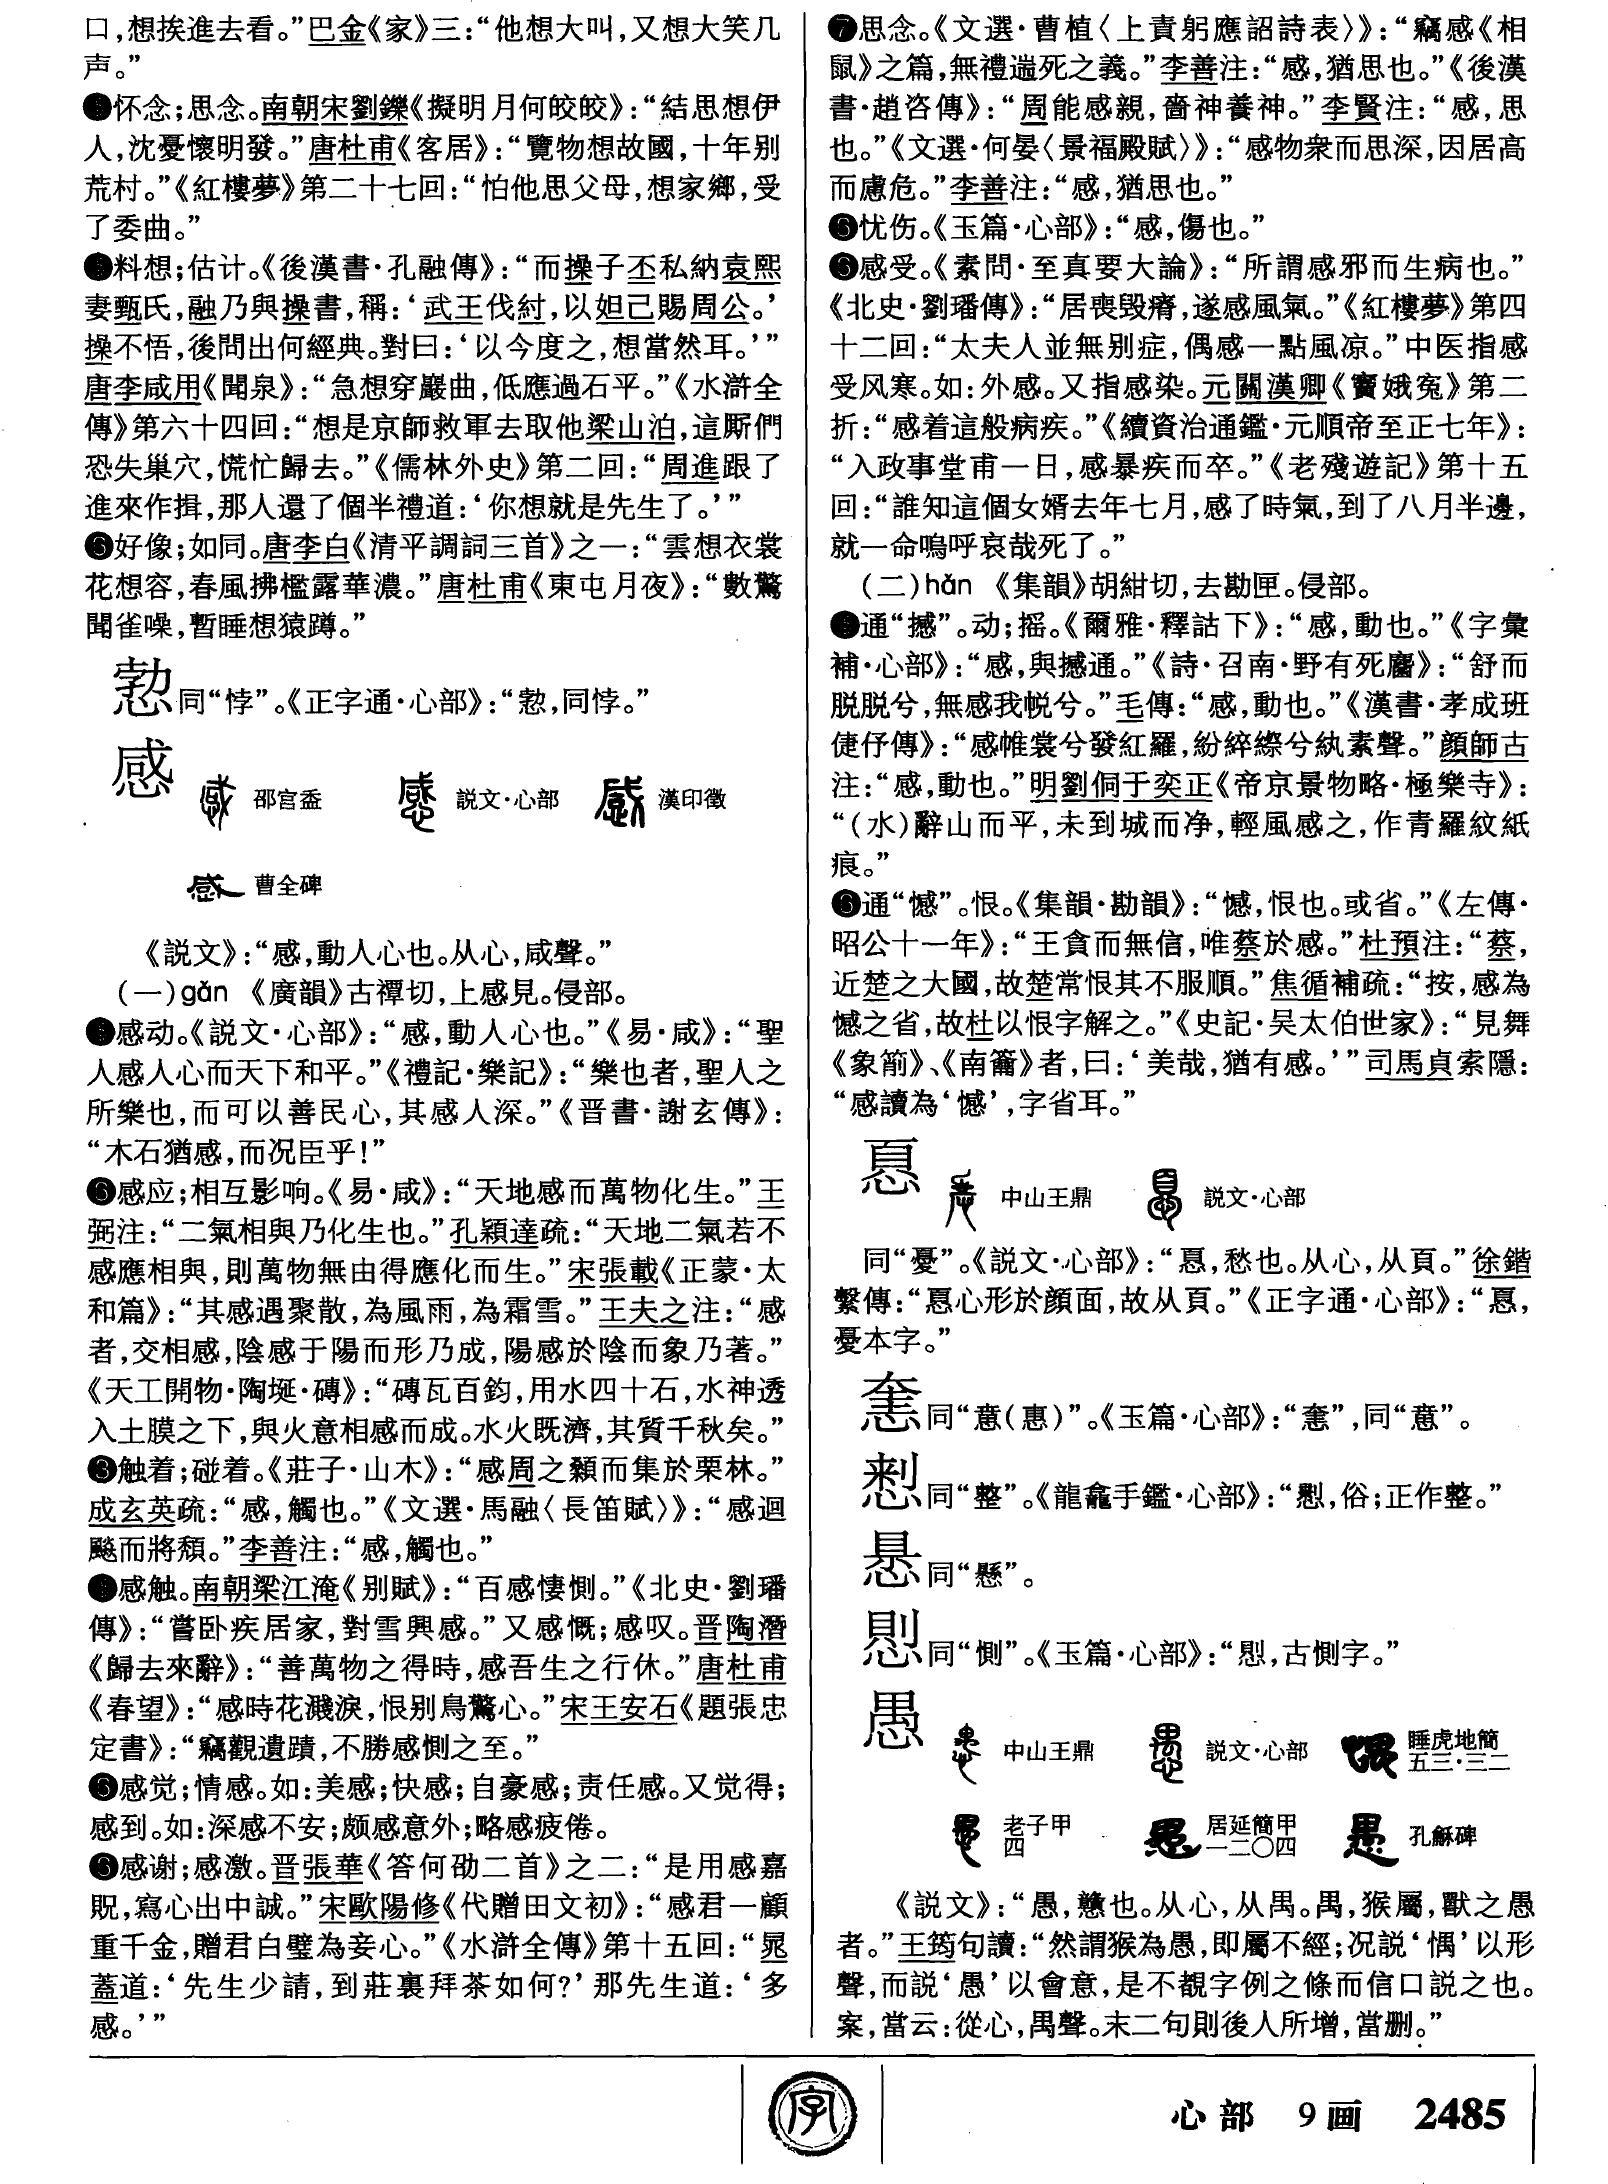 口，想挨進去看。”巴金《家》三：“他想大叫，又想大笑几
声。”
怀念；思念。南朝宋劉鑠《擬明月何皎皎》：“結思想伊
人，沈憂懷明發。”唐杜甫《客居》：“覽物想故國，十年别
荒村。”《紅樓夢》第二十七回：“怕他思父母，想家鄉，受
了委曲。”
料想；估计。《後漢書·孔融傳》：“而操子丕私納袁熙
妻甄氏，融乃與操書，稱：‘武王伐紂，以妲己賜周公。’
操不悟，後問出何經典。對曰：‘以今度之，想當然耳。’”
唐李咸用《聞泉》：“急想穿巖曲，低應過石平。”《水滸全
傳》第六十四回：“想是京師救軍去取他梁山泊，這厮們
恐失巢穴，慌忙歸去。”《儒林外史》第二回：“周進跟了
進來作揖，那人還了個半禮道：‘你想就是先生了。’”
好像；如同。唐李白《清平調詞三首》之一：“雲想衣裳
花想容，春風拂檻露華濃。”唐杜甫《東屯月夜》：“數驚
聞雀噪，暫睡想猿蹲。”
愂同“悖”。《正字通·心部》：“愂，同悖。”
感 邵宫盉 説文·心部 漢印徵
曹全碑
《説文》：“感，動人心也。从心，咸聲。”
（一）gǎn 《廣韻》古禫切，上感見。侵部。
感动。《説文·心部》：“感，動人心也。”《易·咸》：“聖
人感人心而天下和平。”《禮記·樂記》：“樂也者，聖人之
所樂也，而可以善民心，其感人深。”《晋書·謝玄傳》：
“木石猶感，而况臣乎！”
感应；相互影响。《易·咸》：“天地感而萬物化生。”王
弼注：“二氣相與乃化生也。”孔穎達疏：“天地二氣若不
感應相與，則萬物無由得應化而生。”宋張載《正蒙·太
和篇》：“其感遇聚散，為風雨，為霜雪。”王夫之注：“感
者，交相感，陰感于陽而形乃成，陽感於陰而象乃著。”
《天工開物·陶埏·磚》：“磚瓦百鈞，用水四十石，水神透
入土膜之下，與火意相感而成。水火既濟，其質千秋矣。”
❸触着；碰着。《莊子·山木》：“感周之顙而集於栗林。”
成玄英疏：“感，觸也。”《文選·馬融〈長笛賦〉》：“感迴
飈而將頹。”李善注：“感，觸也。”
感触。南朝梁江淹《别賦》：“百感悽惻。”《北史·劉璠
傳》：“嘗卧疾居家，對雪興感。”又感慨；感叹。晋陶潛
《歸去來辭》：“善萬物之得時，感吾生之行休。”唐杜甫
《春望》：“感時花濺淚，恨别鳥驚心。”宋王安石《題張忠
定書》：“竊觀遺蹟，不勝感惻之至。”
感觉；情感。如：美感；快感；自豪感；责任感。又觉得；
感到。如：深感不安；颇感意外；略感疲倦。
感谢；感激。晋張華《答何劭二首》之二：“是用感嘉
貺，寫心出中誠。”宋歐陽修《代贈田文初》：“感君一顧
重千金，贈君白璧為妾心。”《水滸全傳》第十五回：“晁
蓋道：‘先生少請，到莊裏拜茶如何？’那先生道：‘多
感。’”
❼思念。《文選·曹植〈上責躬應詔詩表〉》：“竊感《相
鼠》之篇，無禮遄死之義。”李善注：“感，猶思也。”《後漢
書·趙咨傳》：“周能感親，嗇神養神。”李賢注：“感，思
也。”《文選·何晏〈景福殿賦〉》：“感物衆而思深，因居高
而慮危。”李善注：“感，猶思也。”
忧伤。《玉篇·心部》：“感，傷也。”
感受。《素問·至真要大論》：“所謂感邪而生病也。”
《北史·劉璠傳》：“居喪毁瘠，遂感風氣。”《紅樓夢》第四
十二回：“太夫人並無别症，偶感一點風凉。”中医指感
受风寒。如：外感。又指感染。元關漢卿《竇娥冤》第二
折：“感着這般病疾。”《續資治通鑑·元順帝至正七年》：
“入政事堂甫一日，感暴疾而卒。”《老殘遊記》第十五
回：“誰知這個女婿去年七月，感了時氣，到了八月半邊，
就一命嗚呼哀哉死了。”
（二）hǎn 《集韻》胡紺切，去勘匣。侵部。
通“撼”。动；摇。《爾雅·釋詁下》：“感，動也。”《字彙
補·心部》：“感，與撼通。”《詩·召南·野有死麕》：“舒而
脱脱兮，無感我帨兮。”毛傳：“感，動也。”《漢書·孝成班
倢伃傳》：“感帷裳兮發紅羅，紛綷縩兮紈素聲。”顔師古
注：“感，動也。”明劉侗于奕正《帝京景物略·極樂寺》：
“（水）辭山而平，未到城而净，輕風感之，作青羅紋紙
痕。”
通“憾”。恨。《集韻·勘韻》：“憾，恨也。或省。”《左傳·
昭公十一年》：“王貪而無信，唯蔡於感。”杜預注：“蔡，
近楚之大國，故楚常恨其不服順。”焦循補疏：“按，感為
憾之省，故杜以恨字解之。”《史記·吴太伯世家》：“見舞
《象箾》、《南籥》者，曰：‘美哉，猶有感。’”司馬貞索隱：
“感讀為‘憾’，字省耳。”
惪 中山王鼎 説文·心部
同“憂”。《説文·心部》：“㥑，愁也。从心，从頁。”徐鍇
繫傳：“㥑心形於顔面，故从頁。”《正字通·心部》：“㥑，
憂本字。”
同“憃（惠）”。《玉篇·心部》：同“憃”。
同“整”。《龍龕手鑑·心部》：俗；正作整。”
同“懸”。
同“惻”。《玉篇·心部》：古惻字。”
愚 中山王鼎 説文·心部 睡虎地簡
五三·三二
老子甲
四 居延簡甲
一二〇四 孔龢碑
《説文》：“愚，戇也。从心，从禺。禺，猴屬，獸之愚
者。”王筠句讀：“然謂猴為愚，即屬不經；况説‘偶’以形
聲，而説‘愚’以會意，是不覩字例之條而信口説之也。
案，當云：從心，禺聲。末二句則後人所增，當删。”
字 心部 9画 2485